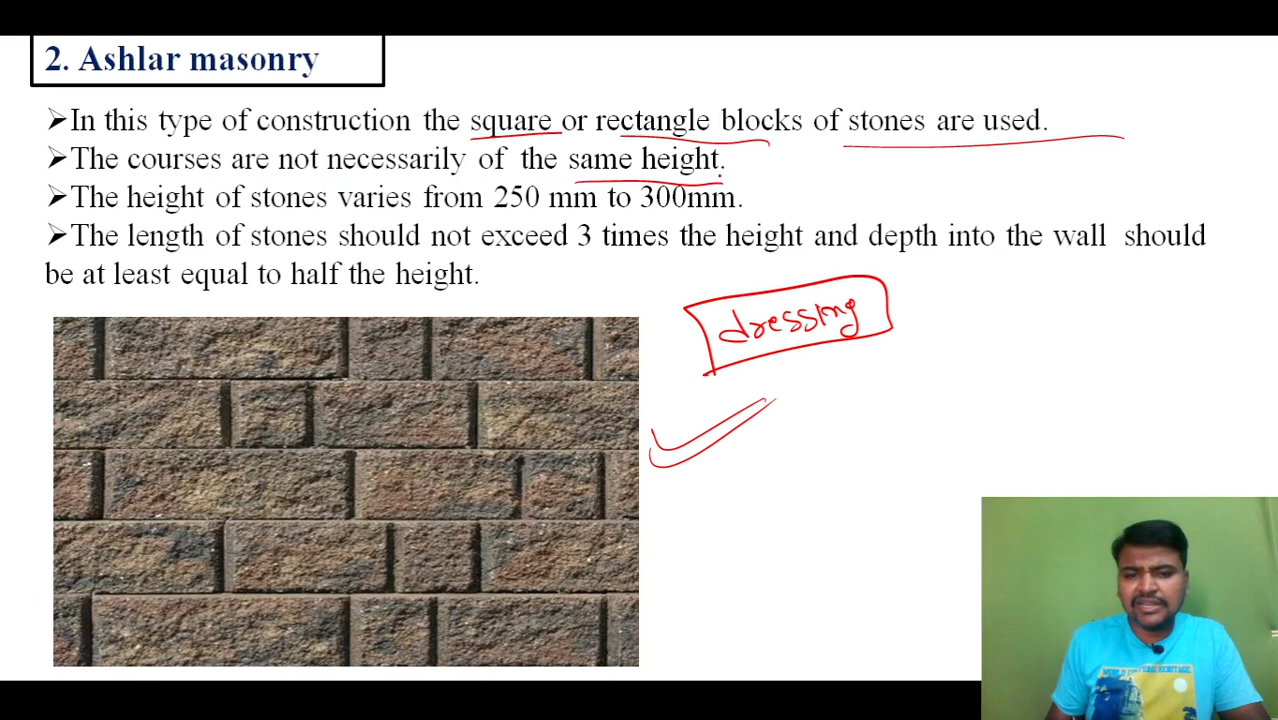 2. Ashlar masonry
➢In this type of construction the square or rectangle blocks of stones are used.
➢The courses are not necessarily of the same height.
➢The height of stones varies from 250 mm to 300mm.
➢The length of stones should not exceed 3 times the height and depth into the wall should
be at least equal to half the height.
dressing